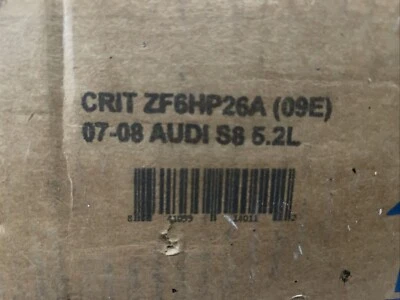 CRIT ZF6HP26A (09E)
07-08 AUDI S8 5.2L